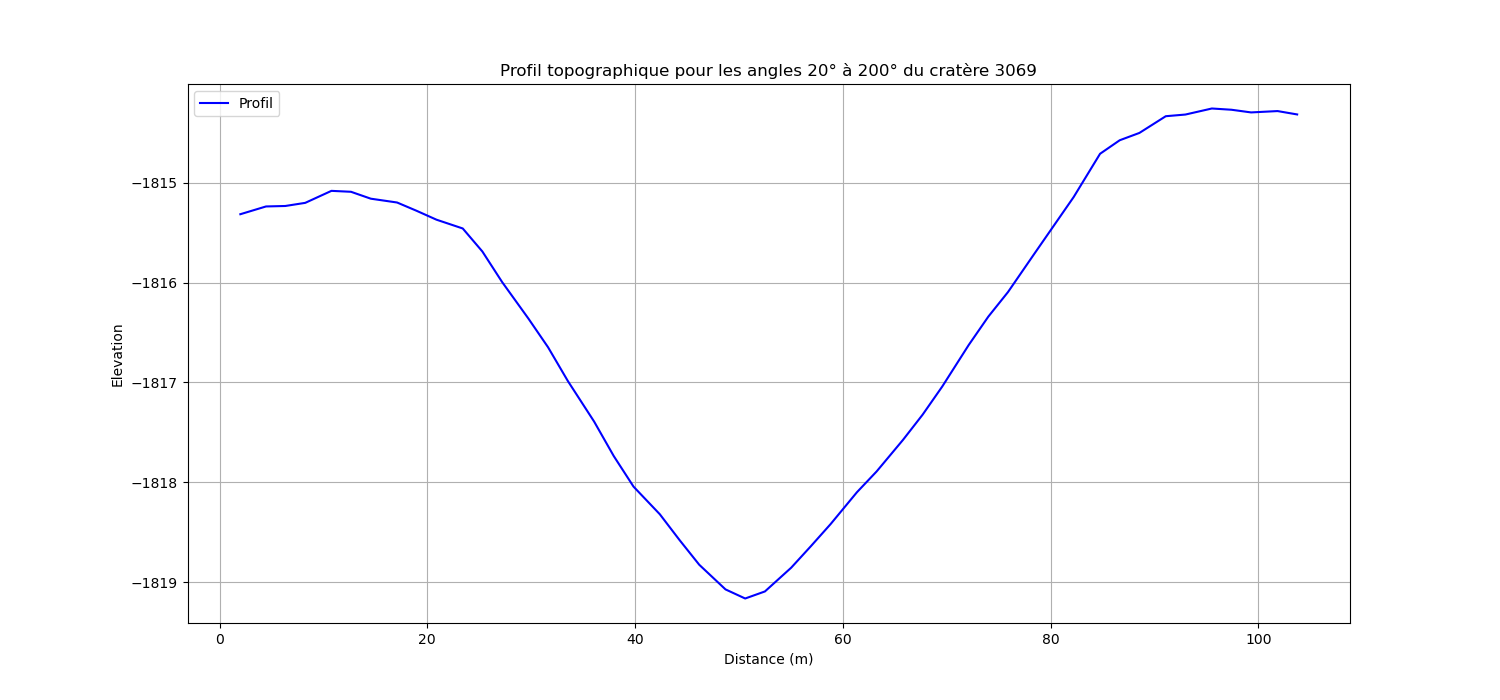 Profil topographique pour les angles 20° à 200° du cratère 3069
Profil
Elevation
−1815
−1816
−1817
−1818
−1819
0 20 40 60 80 100
Distance (m)